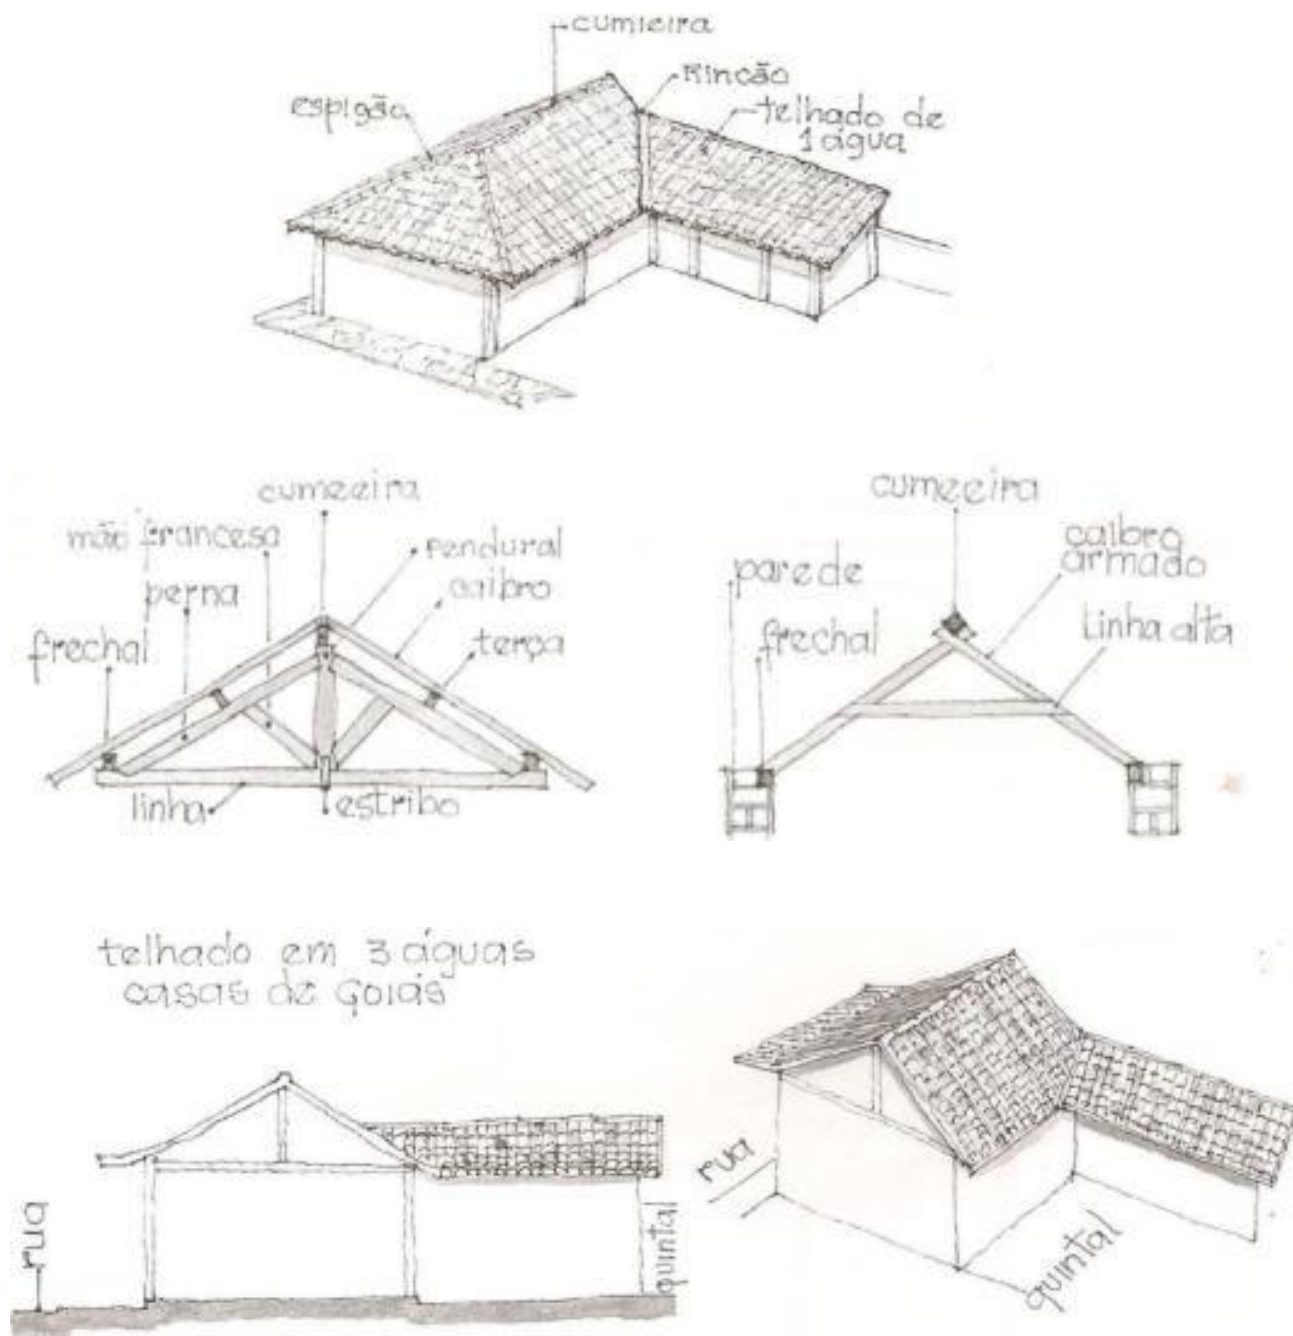 cumieira
Rincão
espigão
telhado de
1 água
cumeeira
mão francesa
pendural
perna
caibro
frechal
terça
linha
estribo
cumeeira
caibro
armado
parede
frechal
Linha alta
telhado em 3 águas
casas de Goiás
rua
quintal
rua
quintal